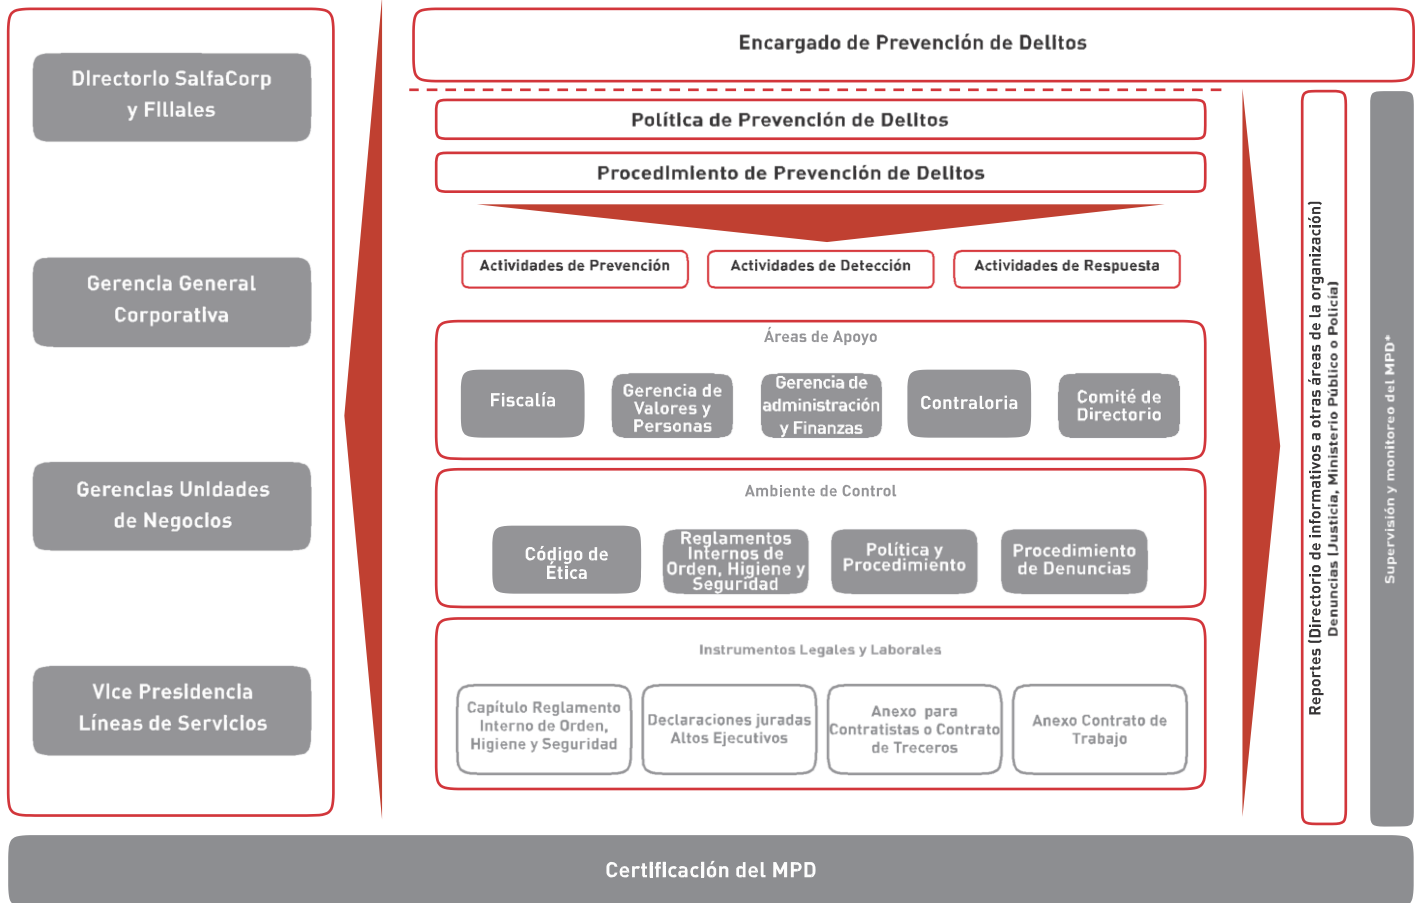 Directorio SalfaCorp
y Filiales
Gerencia General
Corporativa
Gerencias Unidades
de Negocios
Vice Presidencia
Líneas de Servicios
Encargado de Prevención de Delitos
Política de Prevención de Delitos
Procedimiento de Prevención de Delitos
Actividades de Prevención
Actividades de Detección
Actividades de Respuesta
Áreas de Apoyo
Fiscalía
Gerencia de
Valores y
Personas
Gerencia de
administración
y Finanzas
Contraloria
Comité de
Directorio
Ambiente de Control
Código de
Ética
Reglamentos
Internos de
Orden, Higiene y
Seguridad
Política y
Procedimiento
Procedimiento
de Denuncias
Instrumentos Legales y Laborales
Capítulo Reglamento
Interno de Orden,
Higiene y Seguridad
Declaraciones juradas
Altos Ejecutivos
Anexo para
Contratistas o Contrato
de Treceros
Anexo Contrato de
Trabajo
Reportes (Directorio de informativos a otras áreas de la organización)
Denuncias (Justicia, Ministerio Público o Policía)
Supervisión y monitoreo del MPD*
Certificación del MPD